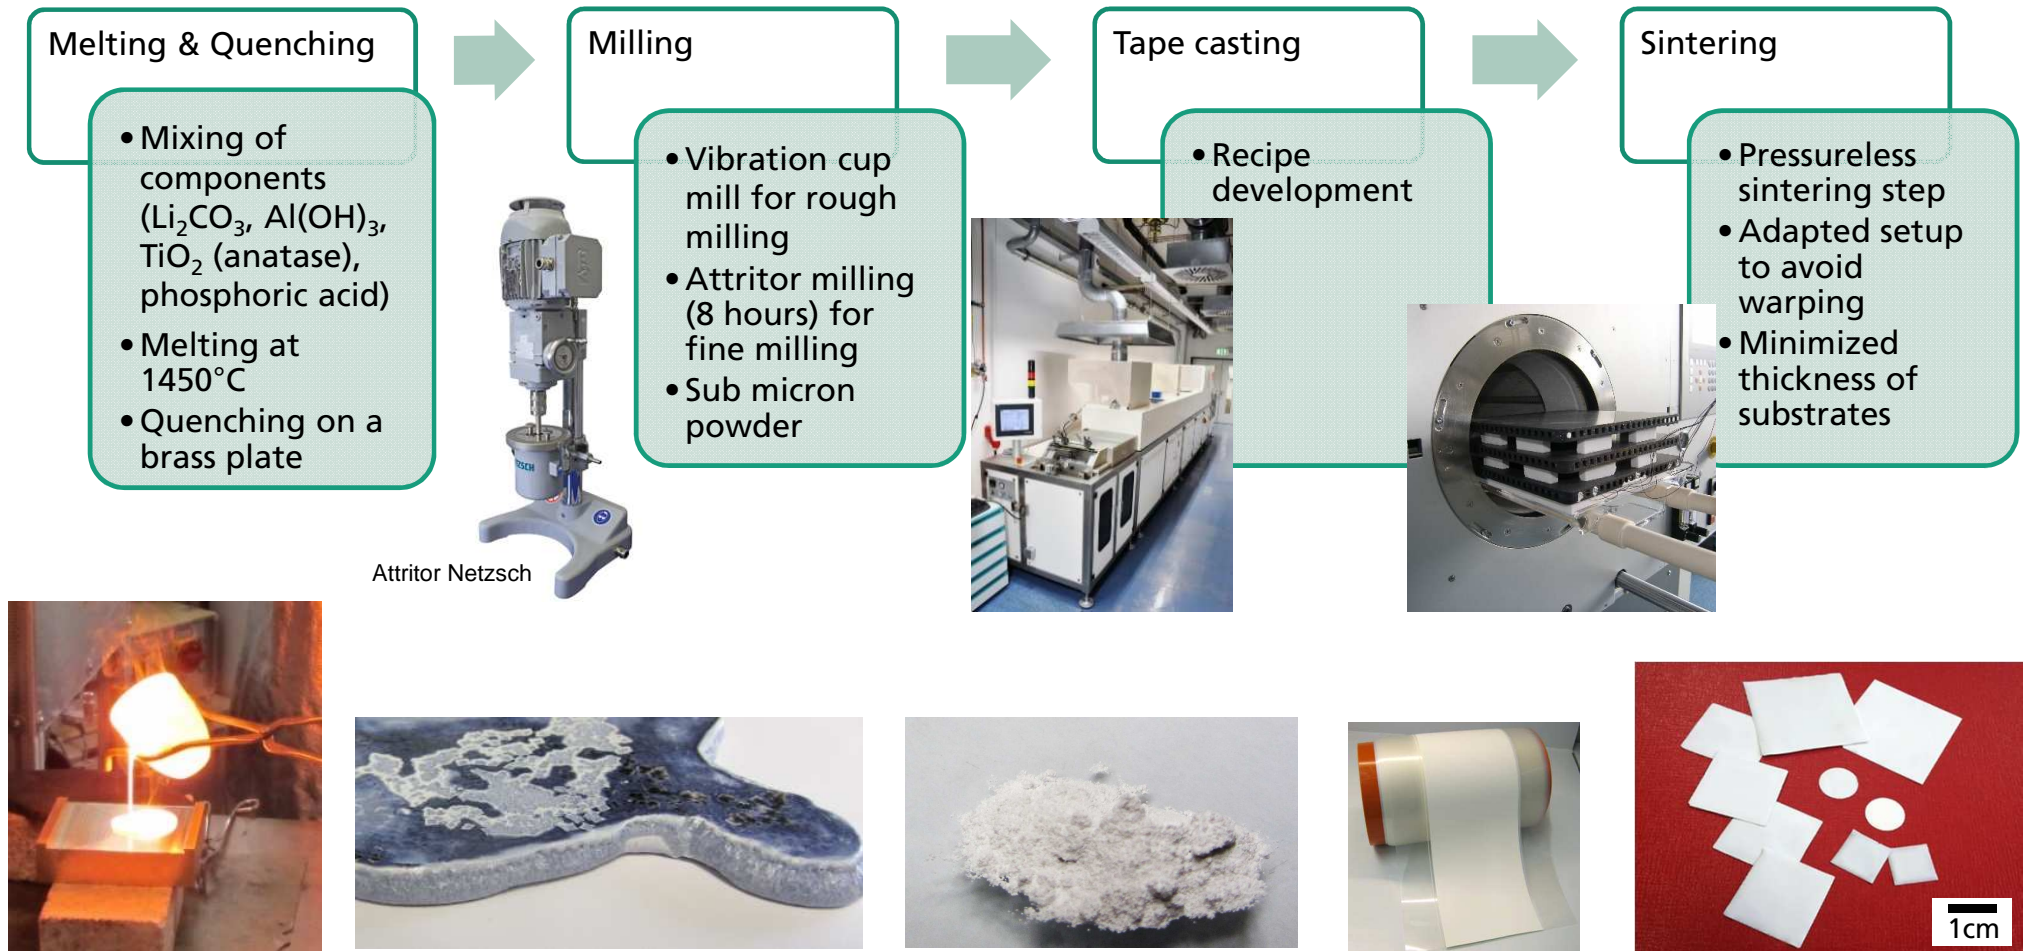 Melting & Quenching
• Mixing of
components
(Li₂CO₃, Al(OH)₃,
TiO₂ (anatase),
phosphoric acid)
• Melting at
1450°C
• Quenching on a
brass plate
Milling
• Vibration cup
mill for rough
milling
• Attritor milling
(8 hours) for
fine milling
• Sub micron
powder
Tape casting
• Recipe
development
Sintering
• Pressureless
sintering step
• Adapted setup
to avoid
warping
• Minimized
thickness of
substrates
Attritor Netzsch
1cm